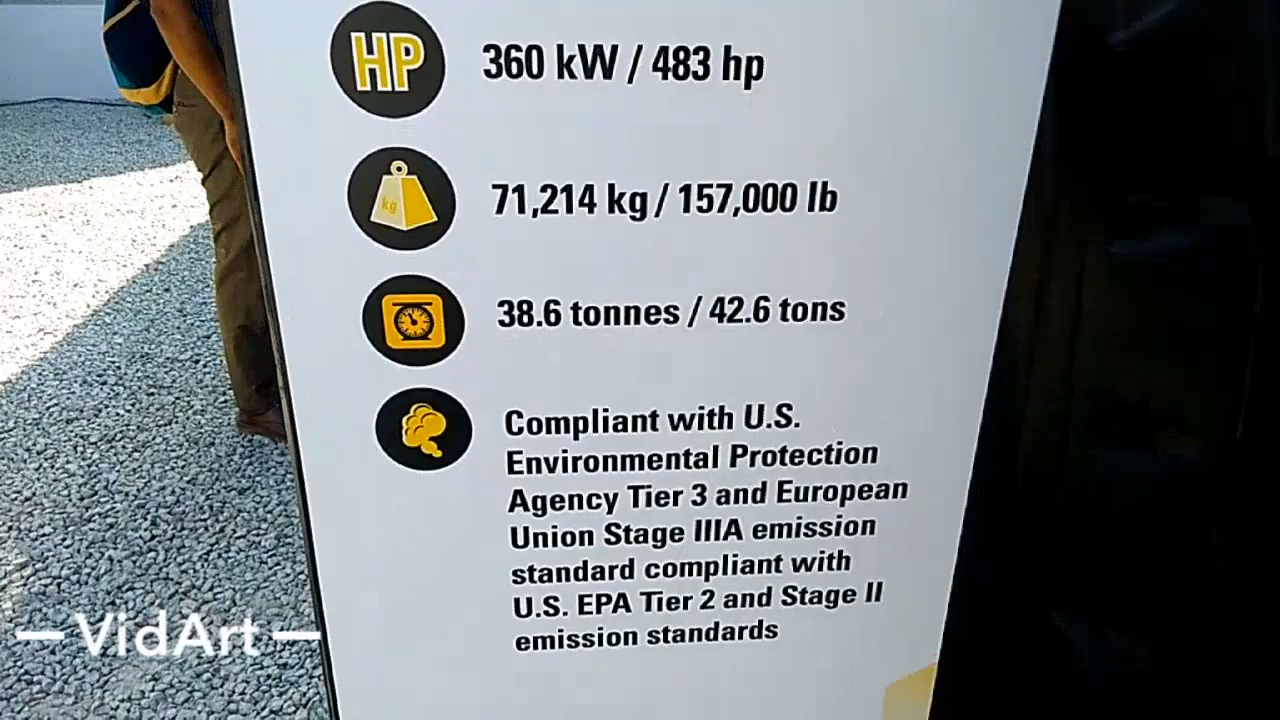 HP
360 kW / 483 hp
kg
71,214 kg / 157,000 lb
38.6 tonnes / 42.6 tons
Compliant with U.S.
Environmental Protection
Agency Tier 3 and European
Union Stage IIIA emission
standard compliant with
U.S. EPA Tier 2 and Stage II
emission standards
VidArt